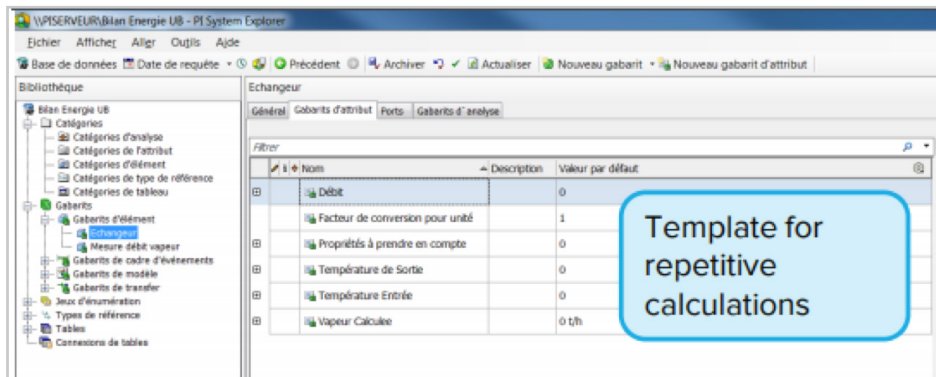 \\PISERVEUR\Bilan Energie UB - PI System Explorer
Fichier Afficher Aller Outils Aide
Base de données Date de requête Précédent Archiver Actualiser Nouveau gabarit Nouveau gabarit d'attribut
Bibliothèque
Bilan Energie UB
Catégories
Catégories d'analyse
Catégories de l'attribut
Catégories d'élément
Catégories de type de référence
Catégories de tableau
Gabarits
Gabarits d'élément
Echangeur
Mesure débit vapeur
Gabarits de cadre d'événements
Gabarits de modèle
Gabarits de transfer
Jeux d'énumération
Types de référence
Tables
Connexions de tables
Echangeur
Général Gabarits d'attribut Ports Gabarits d'analyse
Filtrer
Nom Description Valeur par défaut
Débit 0
Facteur de conversion pour unité 1
Propriétés à prendre en compte 0
Température de Sortie 0
Température Entrée 0
Vapeur Calculee 0 t/h
Template for
repetitive
calculations